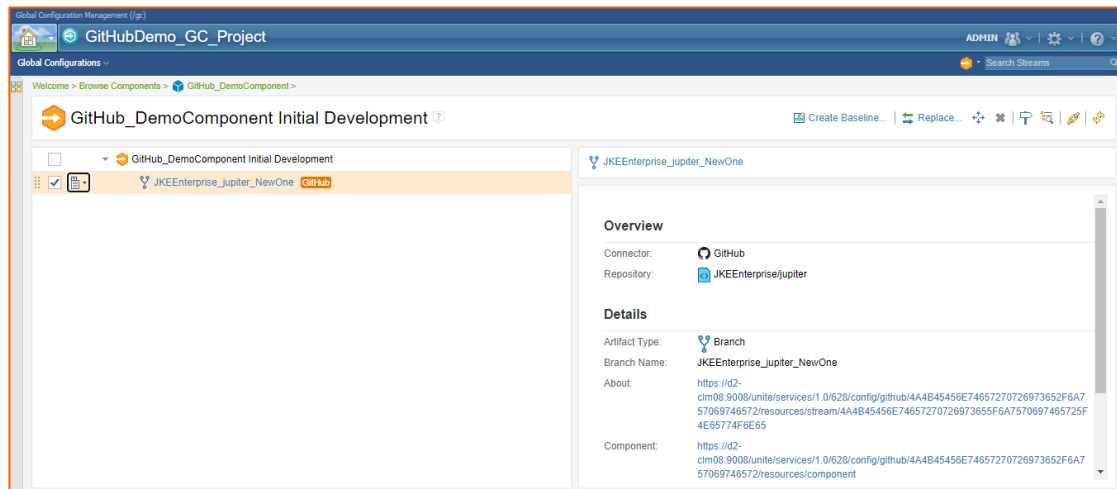 Global Configuration Management (/gc)
GitHubDemo_GC_Project
ADMIN
Global Configurations
Search Streams
Welcome > Browse Components > GitHub_DemoComponent >
GitHub_DemoComponent Initial Development
Create Baseline... | Replace...
GitHub_DemoComponent Initial Development
JKEEnterprise_jupiter_NewOne GitHub
JKEEnterprise_jupiter_NewOne
Overview
Connector: GitHub
Repository: JKEEnterprise/jupiter
Details
Artifact Type: Branch
Branch Name: JKEEnterprise_jupiter_NewOne
About: https://d2-
clm08:9008/unite/services/1.0/628/config/github/4A4B45456E74657270726973652F6A7
57069746572/resources/stream/4A4B45456E74657270726973655F6A7570697465725F
4E65774F6E65
Component: https://d2-
clm08:9008/unite/services/1.0/628/config/github/4A4B45456E74657270726973652F6A7
57069746572/resources/component